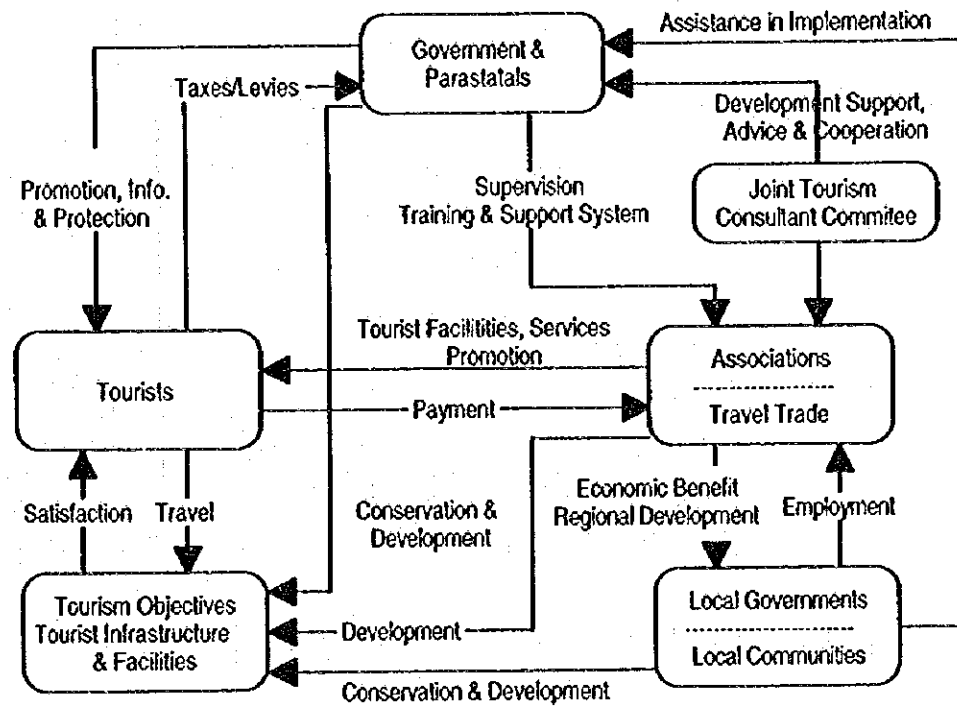 Assistance in Implementation
Government &
Parastatals
Taxes/Levies
Development Support,
Advice & Cooperation
Promotion, Info.
& Protection
Supervision
Training & Support System
Joint Tourism
Consultant Commitee
Tourist Facilitities, Services
Promotion
Associations
Travel Trade
Tourists
Payment
Satisfaction
Travel
Conservation &
Development
Economic Benefit
Regional Development
Employment
Tourism Objectives
Tourist Infrastructure
& Facilities
Development
Local Governments
Local Communities
Conservation & Development